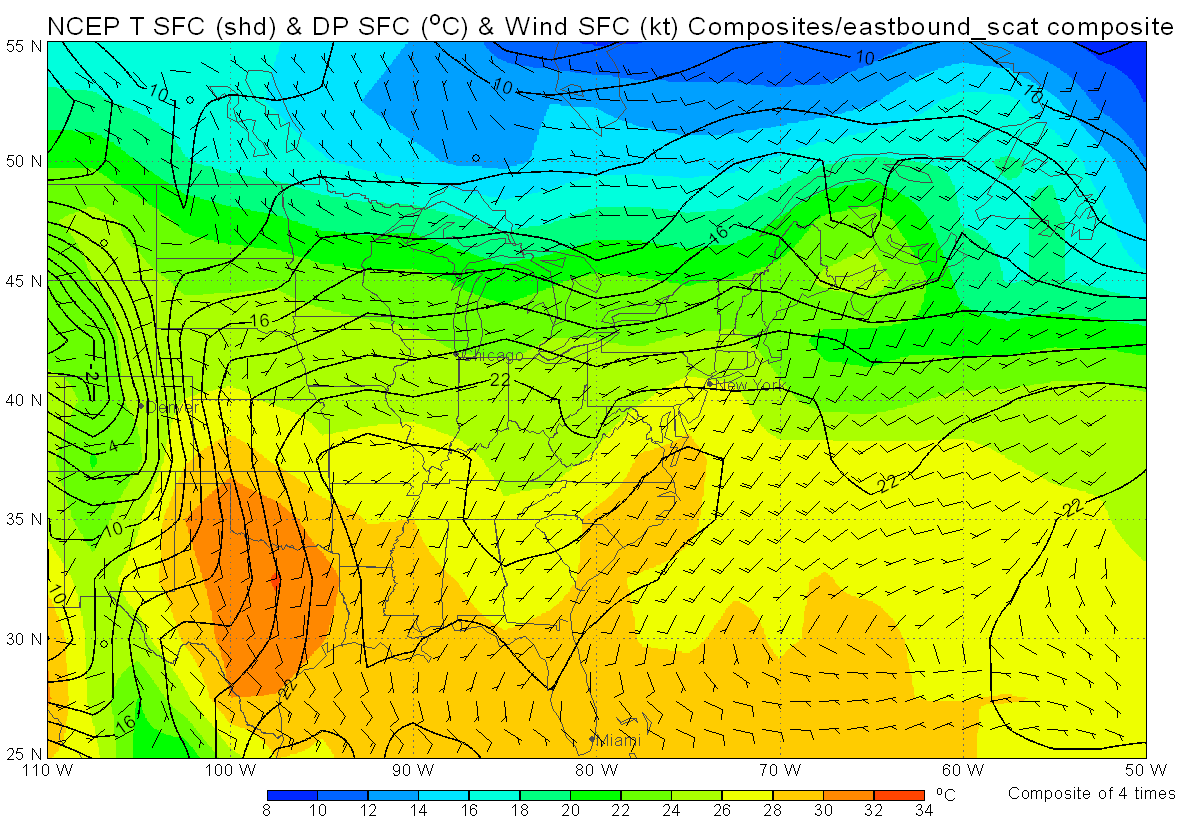 NCEP T SFC (shd) & DP SFC (ºC) & Wind SFC (kt) Composites/eastbound_scat composite
55 N
10
10
10
10
50 N
16
45 N
16
Chicago
22
-2
New York
40 N
Denver
4
22
22
35 N
10
10
30 N
22
16
Miami
25 N
110 W 100 W 90 W 80 W 70 W 60 W 50 W
ºC Composite of 4 times
8 10 12 14 16 18 20 22 24 26 28 30 32 34